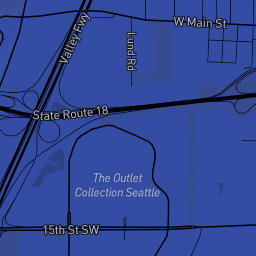 W Main St
Valley Fwy
Lund Rd
State Route 18
The Outlet
Collection Seattle
15th St SW